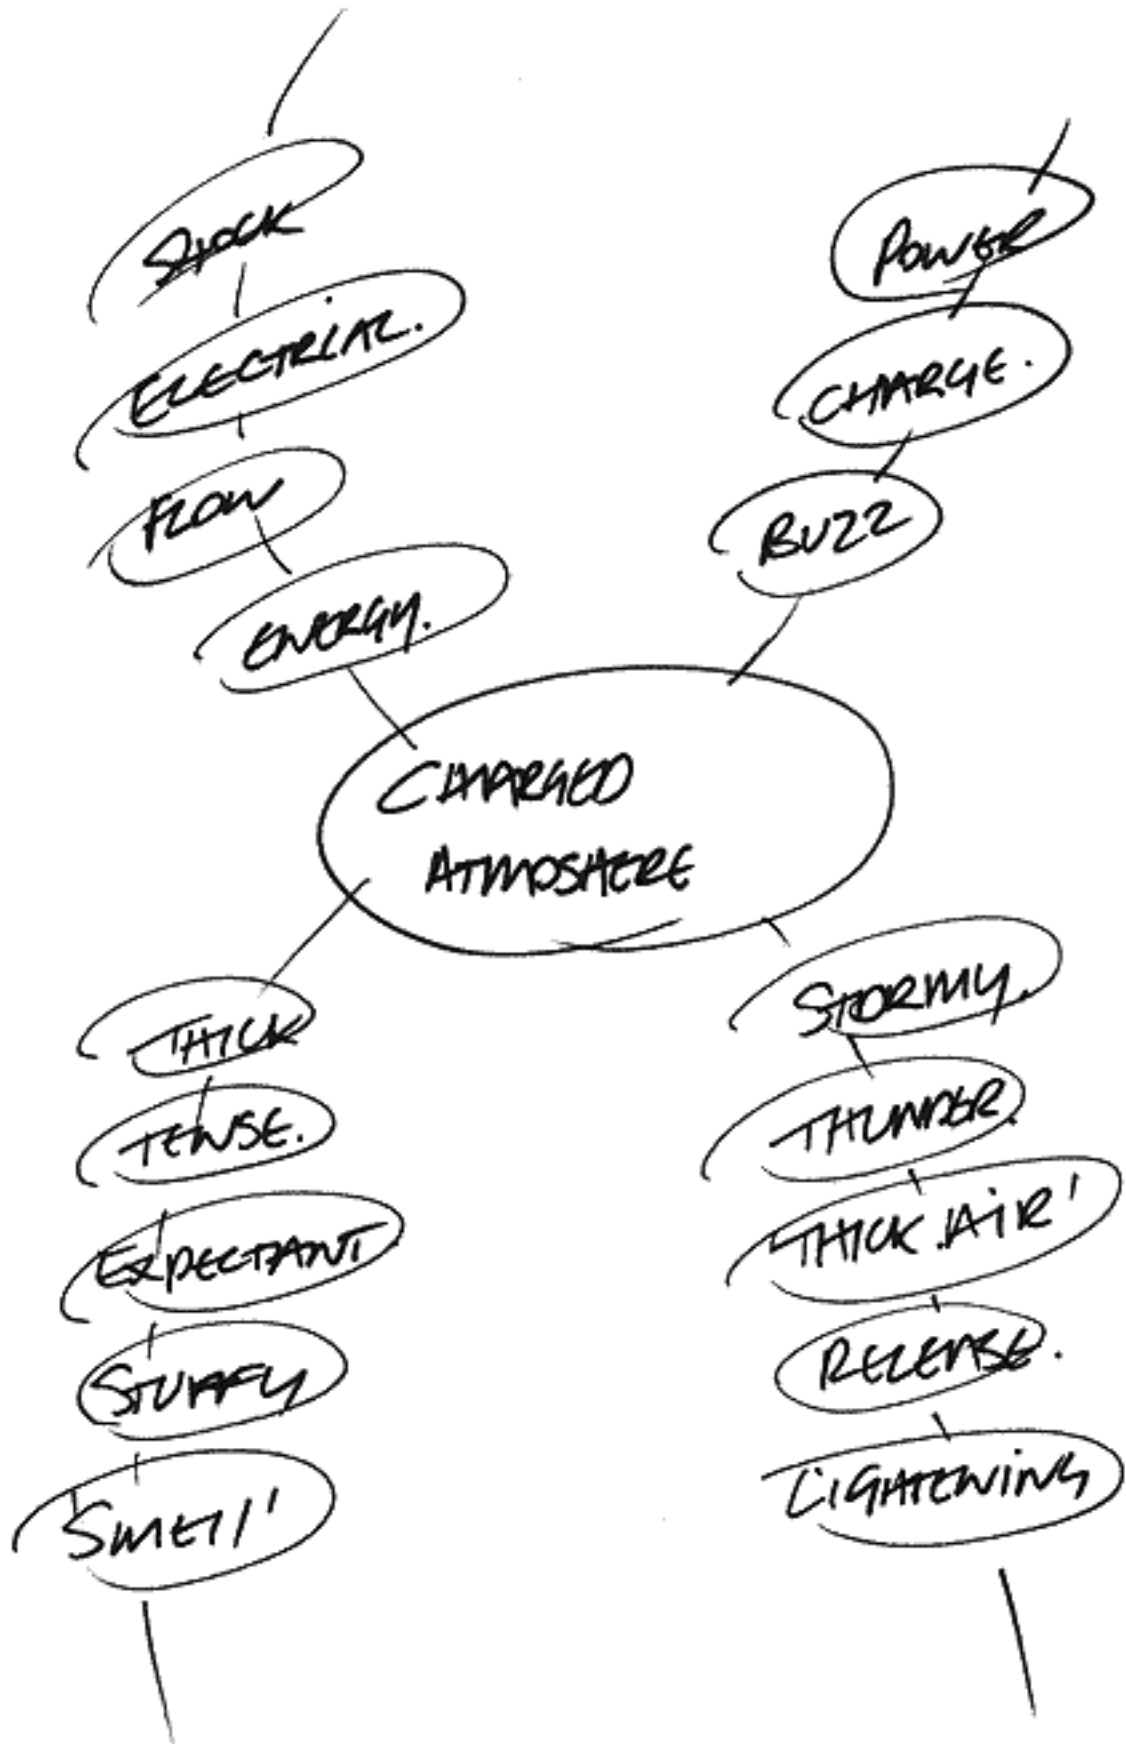 SHOCK
POWER
ELECTRIAL.
CHARGE.
FLOW
BUZZ
ENERGY.
CHARGED
ATMOSHERE
STORMY.
THICK
THUNDER.
TENSE.
THICK 'AIR'
EXPECTANT
RELEASE.
STUFFY
LIGHTENING
'SMELL'